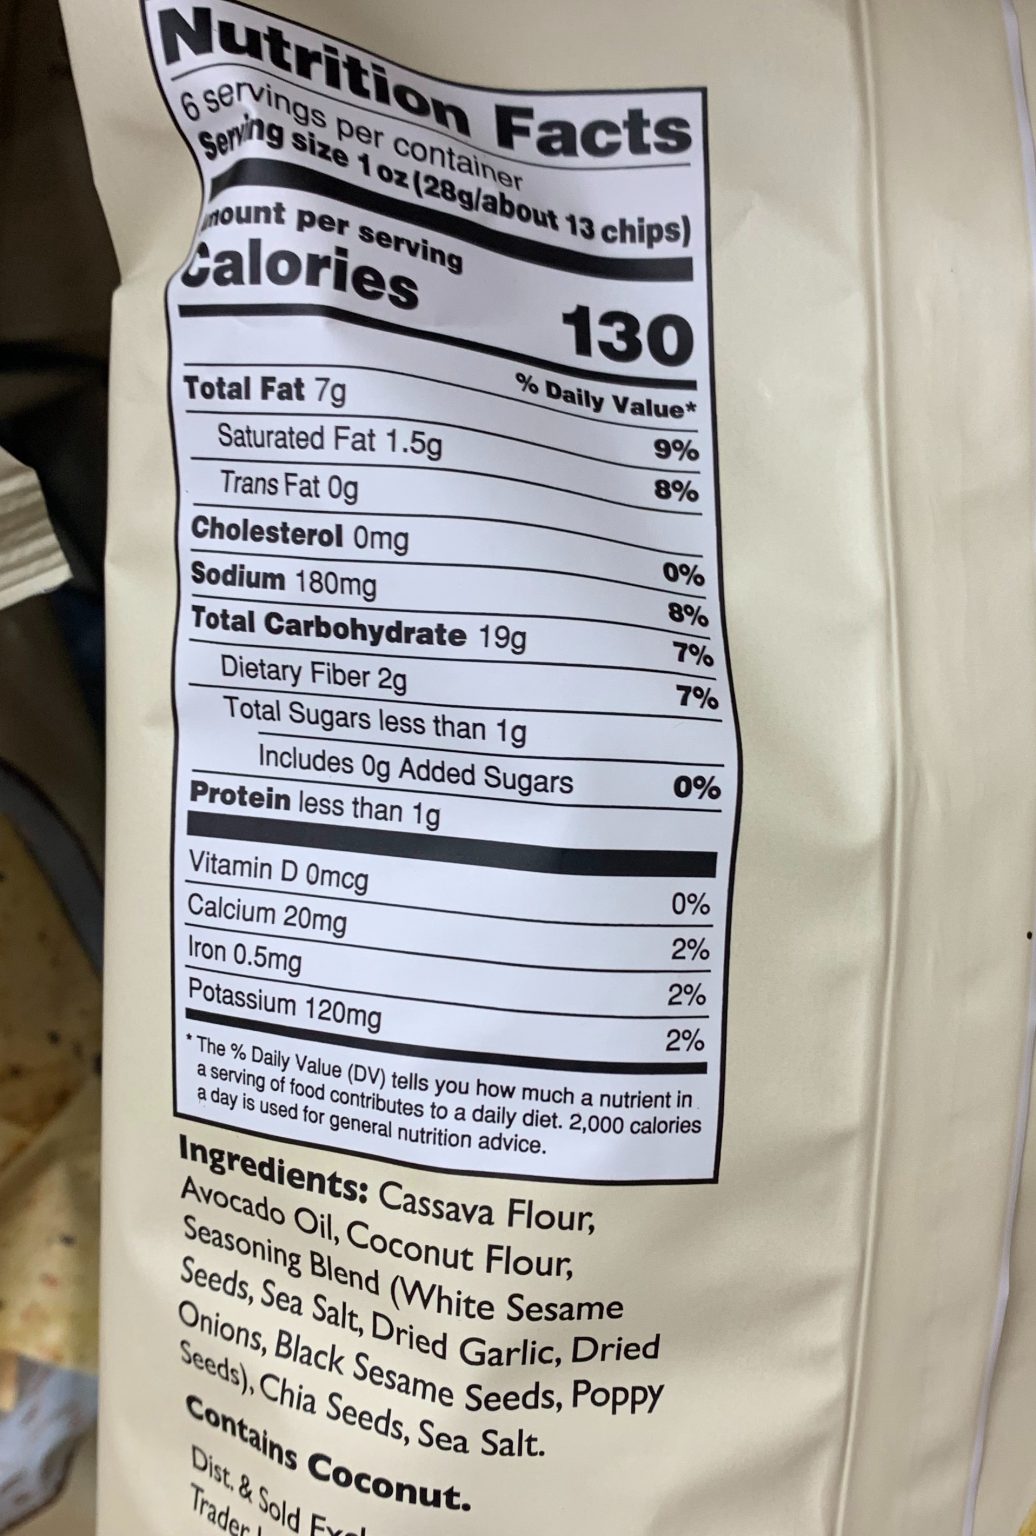 Nutrition Facts
6 servings per container
Serving size 1 oz (28g/about 13 chips)
mount per serving
Calories 130
% Daily Value*
Total Fat 7g 9%
Saturated Fat 1.5g 8%
Trans Fat 0g
Cholesterol 0mg 0%
Sodium 180mg 8%
Total Carbohydrate 19g 7%
Dietary Fiber 2g 7%
Total Sugars less than 1g
Includes 0g Added Sugars 0%
Protein less than 1g
Vitamin D 0mcg 0%
Calcium 20mg 2%
Iron 0.5mg 2%
Potassium 120mg 2%
* The % Daily Value (DV) tells you how much a nutrient in
a serving of food contributes to a daily diet. 2,000 calories
a day is used for general nutrition advice.
Ingredients: Cassava Flour,
Avocado Oil, Coconut Flour,
Seasoning Blend (White Sesame
Seeds, Sea Salt, Dried Garlic, Dried
Onions, Black Sesame Seeds, Poppy
Seeds), Chia Seeds, Sea Salt.
Contains Coconut.
Dist. & Sold
Trader